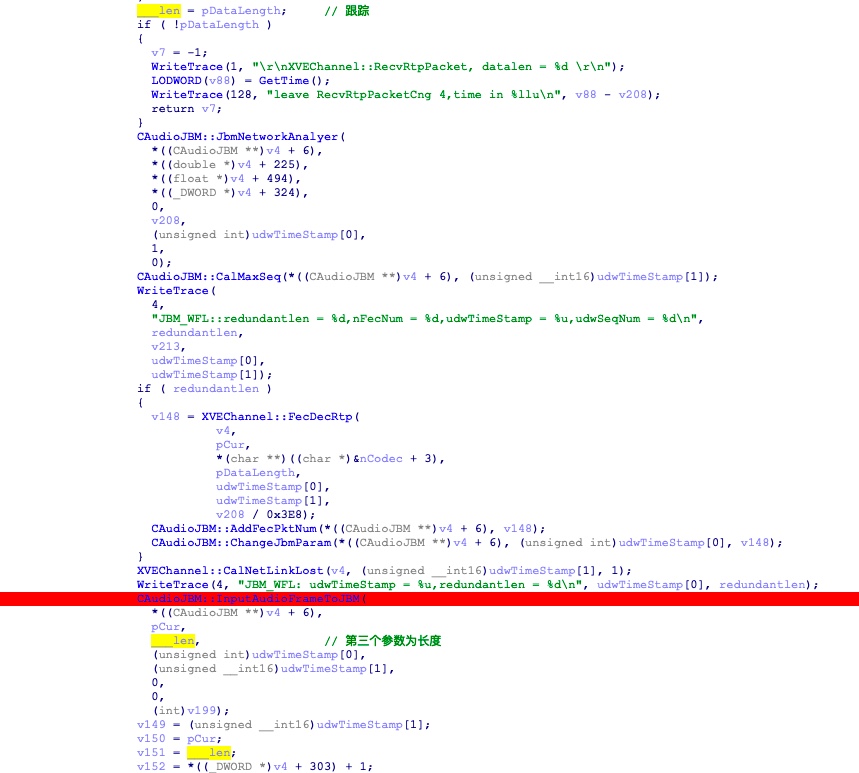 ___len = pDataLength;     // 跟踪
if ( !pDataLength )
{
  v7 = -1;
  WriteTrace(1, "\r\nXVEChannel::RecvRtpPacket, datalen = %d \r\n");
  LODWORD(v88) = GetTime();
  WriteTrace(128, "leave RecvRtpPacketCng 4,time in %llu\n", v88 - v208);
  return v7;
}
CAudioJBM::JbmNetworkAnalyer(
  *((CAudioJBM **)v4 + 6),
  *((double *)v4 + 225),
  *((float *)v4 + 494),
  *((_DWORD *)v4 + 324),
  0,
  v208,
  (unsigned int)udwTimeStamp[0],
  1,
  0);
CAudioJBM::CalMaxSeq(*((CAudioJBM **)v4 + 6), (unsigned __int16)udwTimeStamp[1]);
WriteTrace(
  4,
  "JBM_WFL::redundantlen = %d,nFecNum = %d,udwTimeStamp = %u,udwSeqNum = %d\n",
  redundantlen,
  v213,
  udwTimeStamp[0],
  udwTimeStamp[1]);
if ( redundantlen )
{
  v148 = XVEChannel::FecDecRtp(
           v4,
           pCur,
           *(char **)((char *)&nCodec + 3),
           pDataLength,
           udwTimeStamp[0],
           udwTimeStamp[1],
           v208 / 0x3E8);
  CAudioJBM::AddFecPktNum(*((CAudioJBM **)v4 + 6), v148);
  CAudioJBM::ChangeJbmParam(*((CAudioJBM **)v4 + 6), (unsigned int)udwTimeStamp[0], v148);
}
XVEChannel::CalNetLinkLost(v4, (unsigned __int16)udwTimeStamp[1], 1);
WriteTrace(4, "JBM_WFL: udwTimeStamp = %u,redundantlen = %d\n", udwTimeStamp[0], redundantlen);
CAudioJBM::InputAudioFrameToJBM(
  *((CAudioJBM **)v4 + 6),
  pCur,
  ___len,                  // 第三个参数为长度
  (unsigned int)udwTimeStamp[0],
  (unsigned __int16)udwTimeStamp[1],
  0,
  0,
  (int)v199);
v149 = (unsigned __int16)udwTimeStamp[1];
v150 = pCur;
v151 = ___len;
v152 = *((_DWORD *)v4 + 303) + 1;